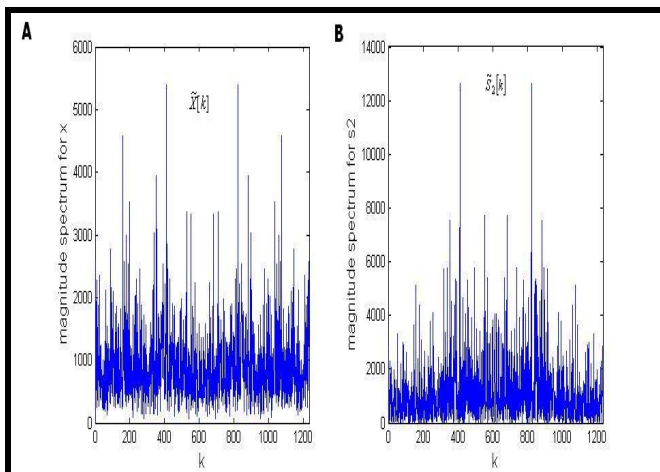 A
B
6000
5000
4000
3000
2000
1000
0
magnitude spectrum for x
X̃[k]
0 200 400 600 800 1000 1200
k
14000
12000
10000
8000
6000
4000
2000
0
magnitude spectrum for s2
S̃₂[k]
0 200 400 600 800 1000 1200
k